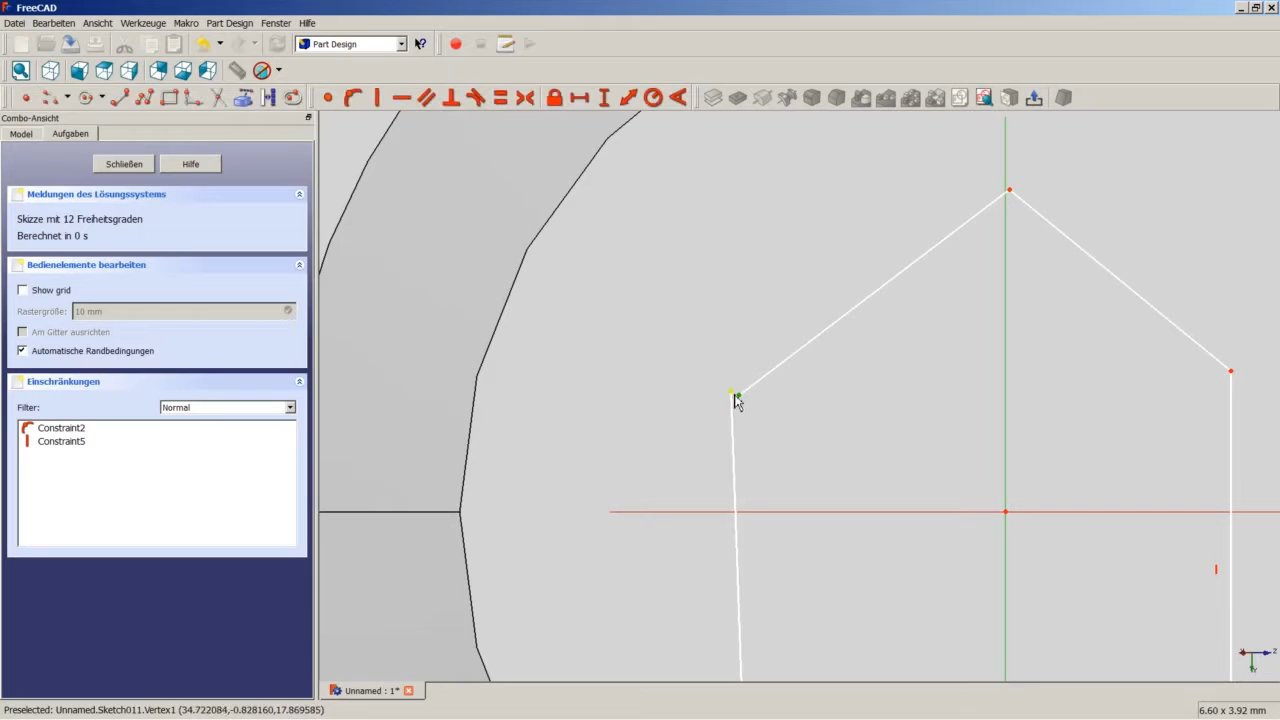 FreeCAD
Datei Bearbeiten Ansicht Werkzeuge Makro Part Design Fenster Hilfe
Part Design
Combo-Ansicht
Model Aufgaben
Schließen Hilfe
Meldungen des Lösungssystems
Skizze mit 12 Freiheitsgraden
Berechnet in 0 s
Bedienelemente bearbeiten
Show grid
Rastergröße: 10 mm
Am Gitter ausrichten
Automatische Randbedingungen
Einschränkungen
Filter: Normal
Constraint2
Constraint5
Unnamed : 1*
Preselected: Unnamed.Sketch011.Vertex1 (34.722084,-0.828160,17.869585) 6.60 x 3.92 mm